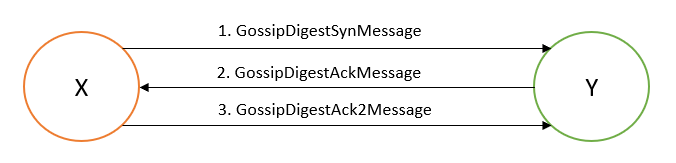 1. GossipDigestSynMessage
X
2. GossipDigestAckMessage
Y
3. GossipDigestAck2Message